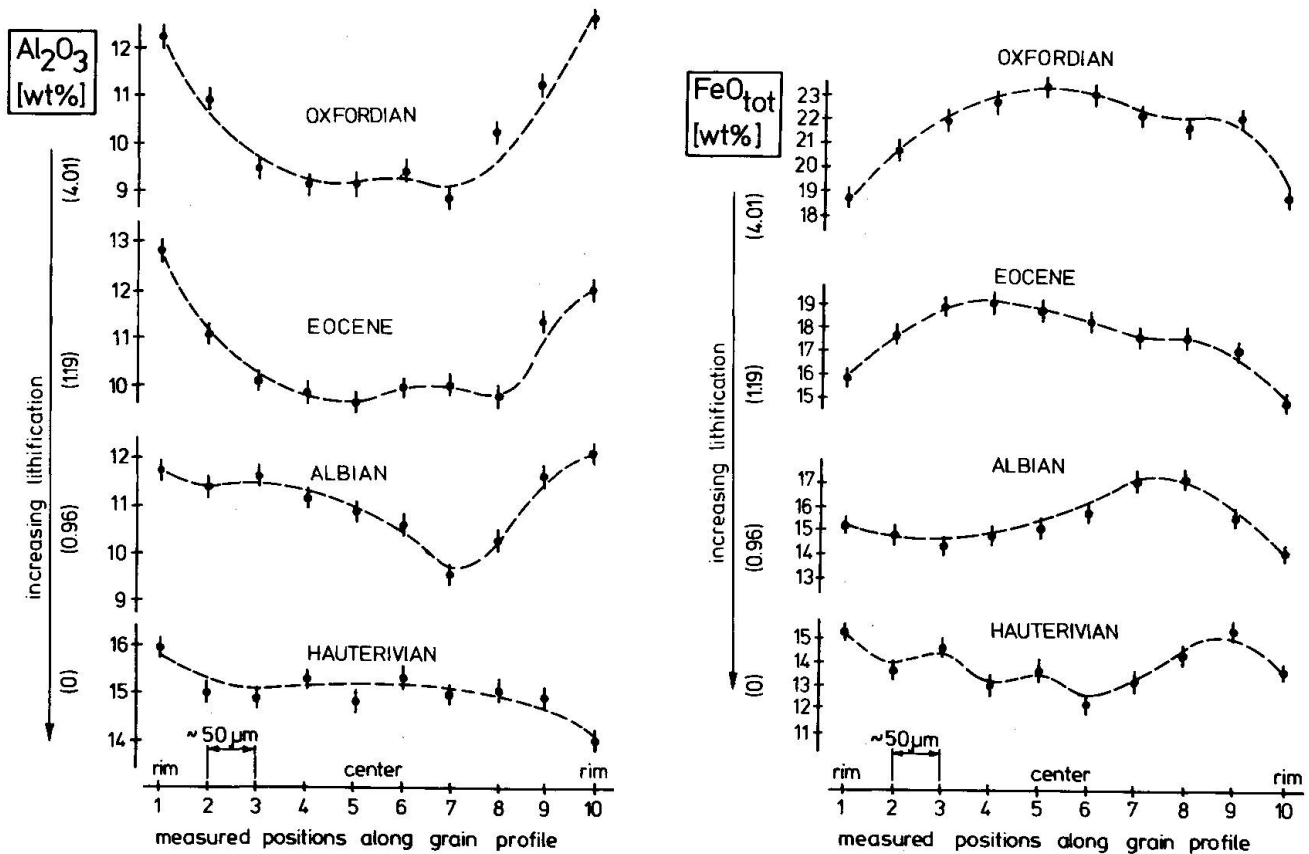 Al2O3
[wt%]
12
11
10
9
OXFORDIAN
13
12
11
10
EOCENE
12
11
10
9
ALBIAN
16
15
14
HAUTERIVIAN
increasing lithification
(4.01)
(1.19)
(0.96)
(0)
~50µm
rim center rim
1 2 3 4 5 6 7 8 9 10
measured positions along grain profile
FeOtot
[wt%]
OXFORDIAN
23
22
21
20
19
18
EOCENE
19
18
17
16
15
ALBIAN
17
16
15
14
13
HAUTERIVIAN
15
14
13
12
11
increasing lithification
(4.01)
(1.19)
(0.96)
(0)
~50µm
rim center rim
1 2 3 4 5 6 7 8 9 10
measured positions along grain profile